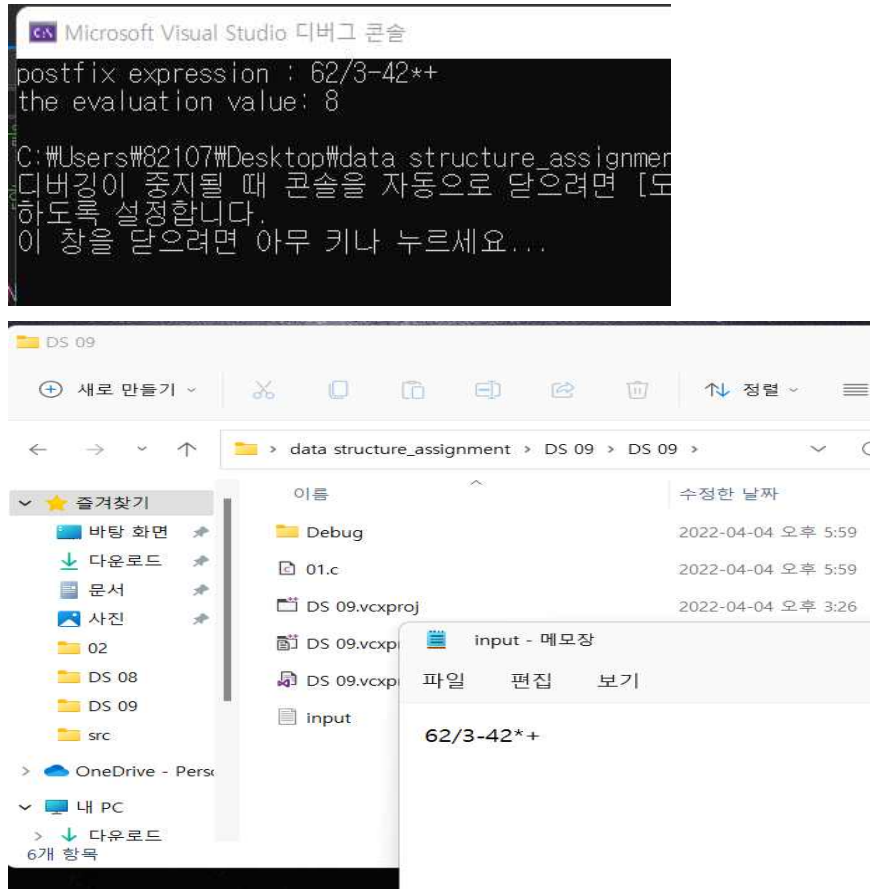 Microsoft Visual Studio 디버그 콘솔
postfix expression : 62/3-42*+
the evaluation value: 8
C:₩Users₩82107₩Desktop₩data structure_assignmer
디버깅이 중지될 때 콘솔을 자동으로 닫으려면 [도
하도록 설정합니다.
이 창을 닫으려면 아무 키나 누르세요...
DS 09
새로 만들기
정렬
data structure_assignment > DS 09 > DS 09 >
이름
수정한 날짜
즐겨찾기
바탕 화면
다운로드
문서
사진
02
DS 08
DS 09
src
OneDrive - Perso
내 PC
다운로드
6개 항목
Debug
2022-04-04 오후 5:59
01.c
2022-04-04 오후 5:59
DS 09.vcxproj
2022-04-04 오후 3:26
DS 09.vcxp
DS 09.vcxp
input
input - 메모장
파일 편집 보기
62/3-42*+